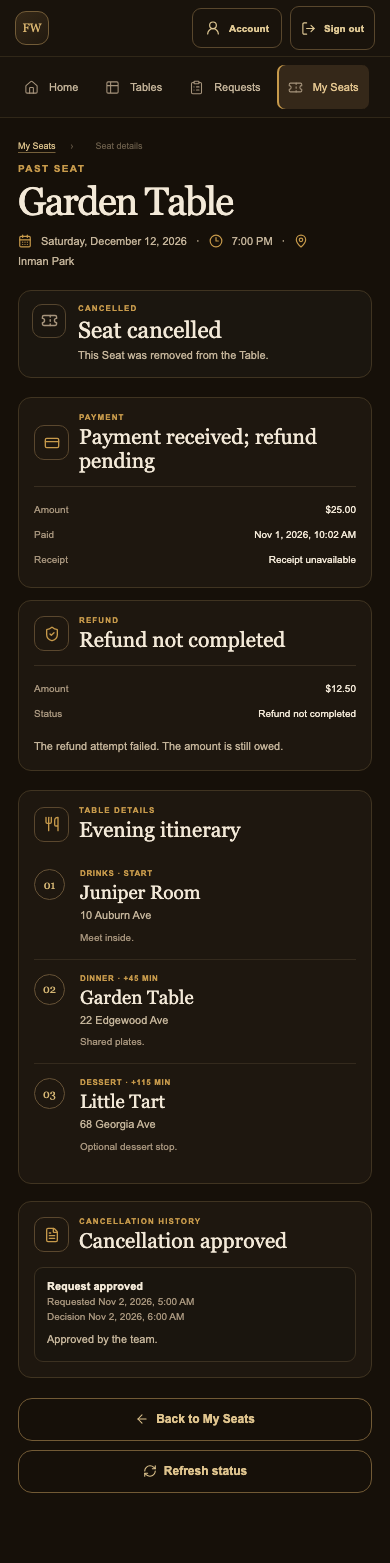 FW
Account
Sign out
Home
Tables
Requests
My Seats
My Seats › Seat details
PAST SEAT
Garden Table
Saturday, December 12, 2026 · 7:00 PM ·
Inman Park
CANCELLED
Seat cancelled
This Seat was removed from the Table.
PAYMENT
Payment received; refund
pending
Amount $25.00
Paid Nov 1, 2026, 10:02 AM
Receipt Receipt unavailable
REFUND
Refund not completed
Amount $12.50
Status Refund not completed
The refund attempt failed. The amount is still owed.
TABLE DETAILS
Evening itinerary
01
DRINKS · START
Juniper Room
10 Auburn Ave
Meet inside.
02
DINNER · +45 MIN
Garden Table
22 Edgewood Ave
Shared plates.
03
DESSERT · +115 MIN
Little Tart
68 Georgia Ave
Optional dessert stop.
CANCELLATION HISTORY
Cancellation approved
Request approved
Requested Nov 2, 2026, 5:00 AM
Decision Nov 2, 2026, 6:00 AM
Approved by the team.
Back to My Seats
Refresh status